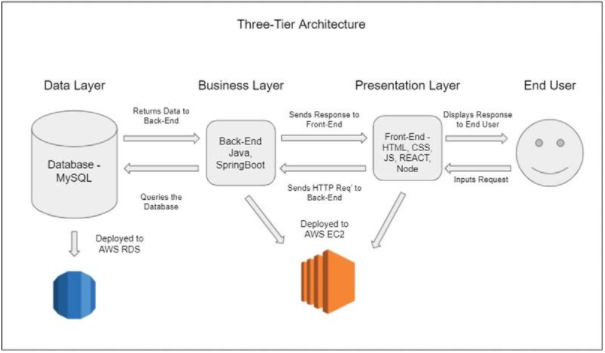 Three-Tier Architecture
Data Layer
Business Layer
Presentation Layer
End User
Returns Data to
Back-End
Sends Response to
Front-End
Displays Response
to End User
Database -
MySQL
Back-End
Java,
SpringBoot
Front-End -
HTML, CSS,
JS, REACT,
Node
Queries the
Database
Sends HTTP Req'
to Back-End
Inputs Request
Deployed to
AWS RDS
Deployed to
AWS EC2